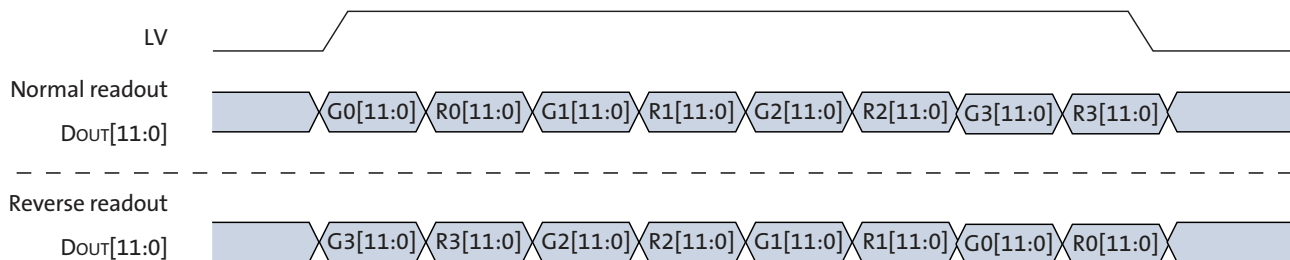 LV
Normal readout
DOUT[11:0]
G0[11:0] R0[11:0] G1[11:0] R1[11:0] G2[11:0] R2[11:0] G3[11:0] R3[11:0]
Reverse readout
DOUT[11:0]
G3[11:0] R3[11:0] G2[11:0] R2[11:0] G1[11:0] R1[11:0] G0[11:0] R0[11:0]